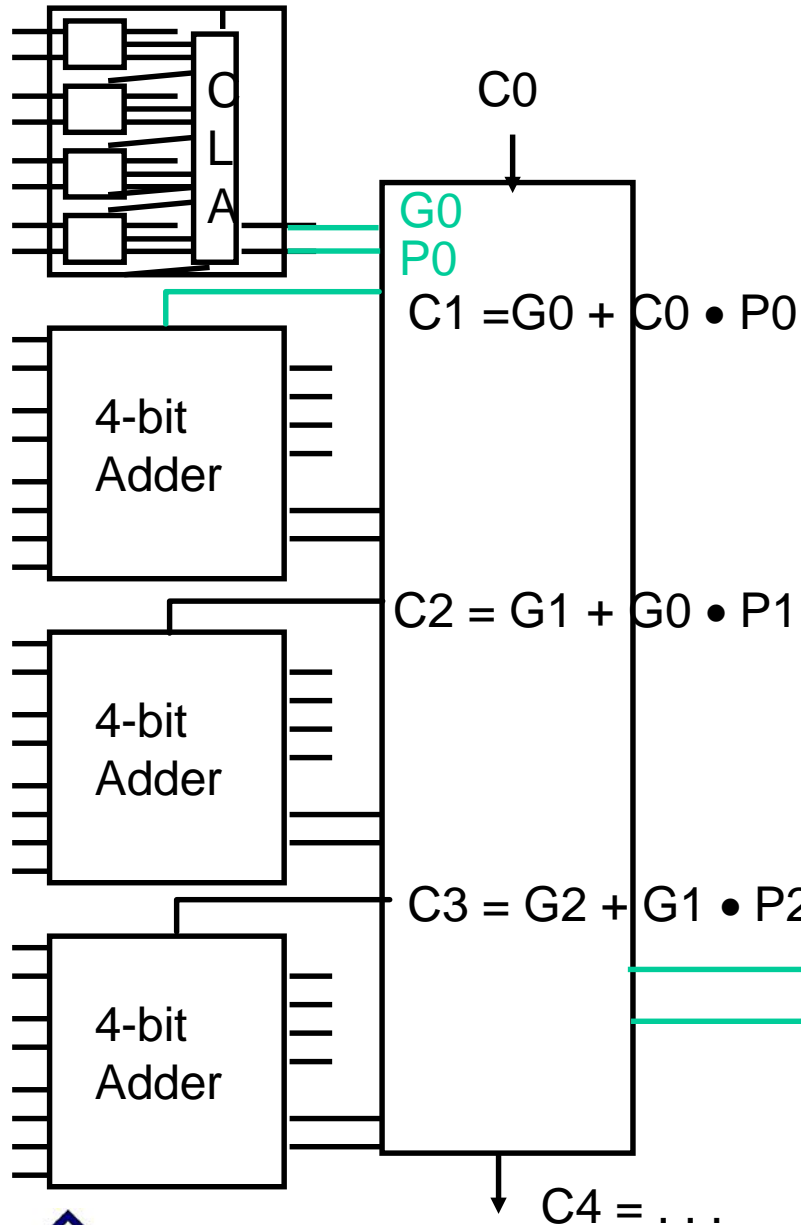 C
L
A
C0
G0
P0
C1 =G0 + C0 • P0
4-bit
Adder
C2 = G1 + G0 • P1
4-bit
Adder
C3 = G2 + G1 • P2
4-bit
Adder
C4 = . . .